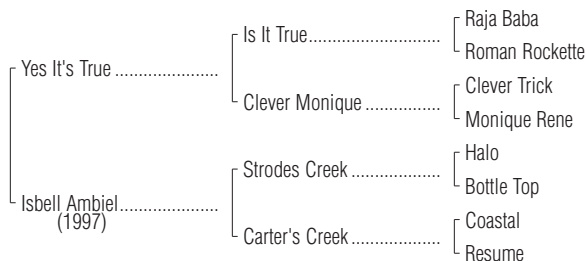 Raja Baba
Is It True
Roman Rockette
Yes It's True
Clever Trick
Clever Monique
Monique Rene
Halo
Strodes Creek
Bottle Top
Isbell Ambiel
(1997)
Coastal
Carter's Creek
Resume